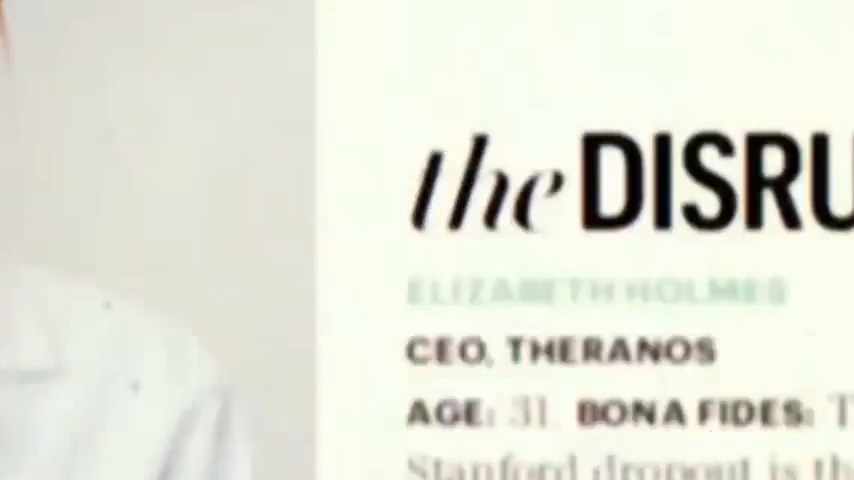 the DISRU
ELIZABETH HOLMES
CEO, THERANOS
AGE: 31 BONA FIDES: T
Stanford dropout is the